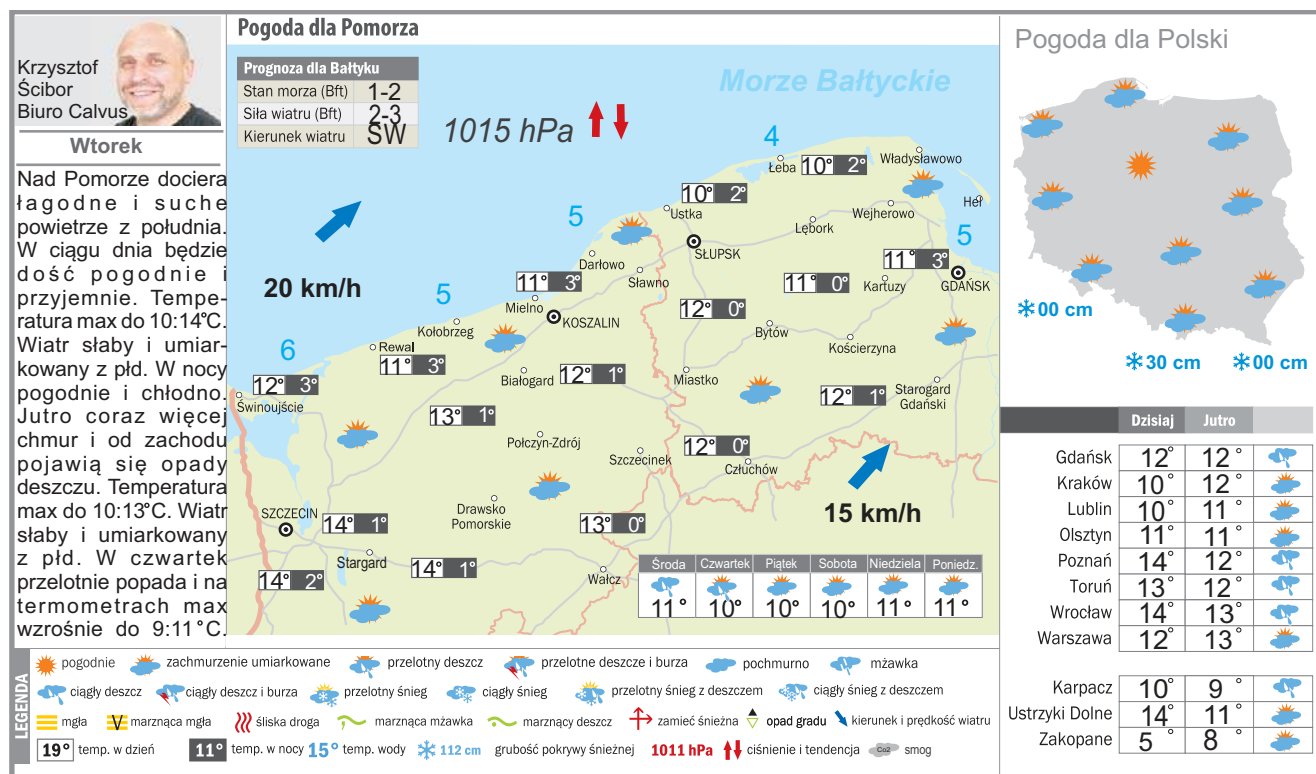 Krzysztof
Ścibor
Biuro Calvus
Wtorek
Nad Pomorze dociera
łagodne i suche
powietrze z południa.
W ciągu dnia będzie
dość pogodnie i
przyjemnie. Tempe-
ratura max do 10:14°C.
Wiatr słaby i umiar-
kowany z płd. W nocy
pogodnie i chłodno.
Jutro coraz więcej
chmur i od zachodu
pojawią się opady
deszczu. Temperatura
max do 10:13°C. Wiatr
słaby i umiarkowany
z płd. W czwartek
przelotnie popada i na
termometrach max
wzrośnie do 9:11°C.
Pogoda dla Pomorza
Prognoza dla Bałtyku
Stan morza (Bft) 1-2
Siła wiatru (Bft) 2-3
Kierunek wiatru SW
1015 hPa
Morze Bałtyckie
4
Łeba 10° 2°
Władysławowo
10° 2°
Ustka
Hel
Wejherowo
Lębork
5
5
SŁUPSK
Darłowo
11° 3°
GDAŃSK
Sławno
20 km/h
11° 3°
11° 0°
Kartuzy
5
Mielno
KOSZALIN
12° 0°
Kołobrzeg
Bytów
Kościerzyna
6
Rewal
11° 3°
12° 3°
Świnoujście
Białogard
12° 1°
Miastko
Starogard
Gdański
12° 1°
13° 1°
Połczyn-Zdrój
12° 0°
Szczecinek
Człuchów
15 km/h
Drawsko
Pomorskie
SZCZECIN
14° 1°
13° 0°
Stargard
14° 1°
14° 2°
Wałcz
Środa Czwartek Piątek Sobota Niedziela Poniedz.
11° 10° 10° 10° 11° 11°
Pogoda dla Polski
00 cm
30 cm
00 cm
Dzisiaj Jutro
Gdańsk 12° 12°
Kraków 10° 12°
Lublin 10° 11°
Olsztyn 11° 11°
Poznań 14° 12°
Toruń 13° 12°
Wrocław 14° 13°
Warszawa 12° 13°
Karpacz 10° 9°
Ustrzyki Dolne 14° 11°
Zakopane 5° 8°
LEGENDA
pogodnie zachmurzenie umiarkowane przelotny deszcz przelotne deszcze i burza pochmurno mżawka
ciągły deszcz ciągły deszcz i burza przelotny śnieg ciągły śnieg przelotny śnieg z deszczem ciągły śnieg z deszczem
mgła marznąca mgła śliska droga marznąca mżawka marznący deszcz zamieć śnieżna opad gradu kierunek i prędkość wiatru
19° temp. w dzień 11° temp. w nocy 15° temp. wody 112 cm grubość pokrywy śnieżnej 1011 hPa ciśnienie i tendencja Co2 smog